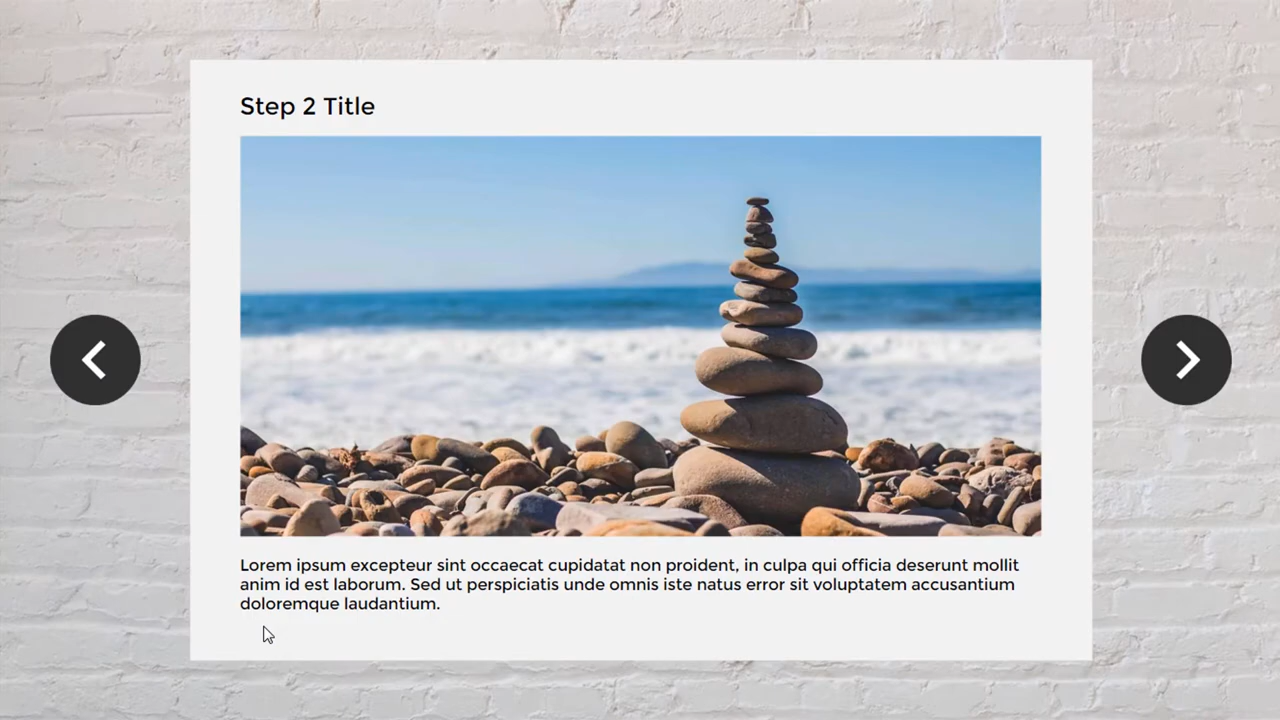 Step 2 Title
Lorem ipsum excepteur sint occaecat cupidatat non proident, in culpa qui officia deserunt mollit
anim id est laborum. Sed ut perspiciatis unde omnis iste natus error sit voluptatem accusantium
doloremque laudantium.